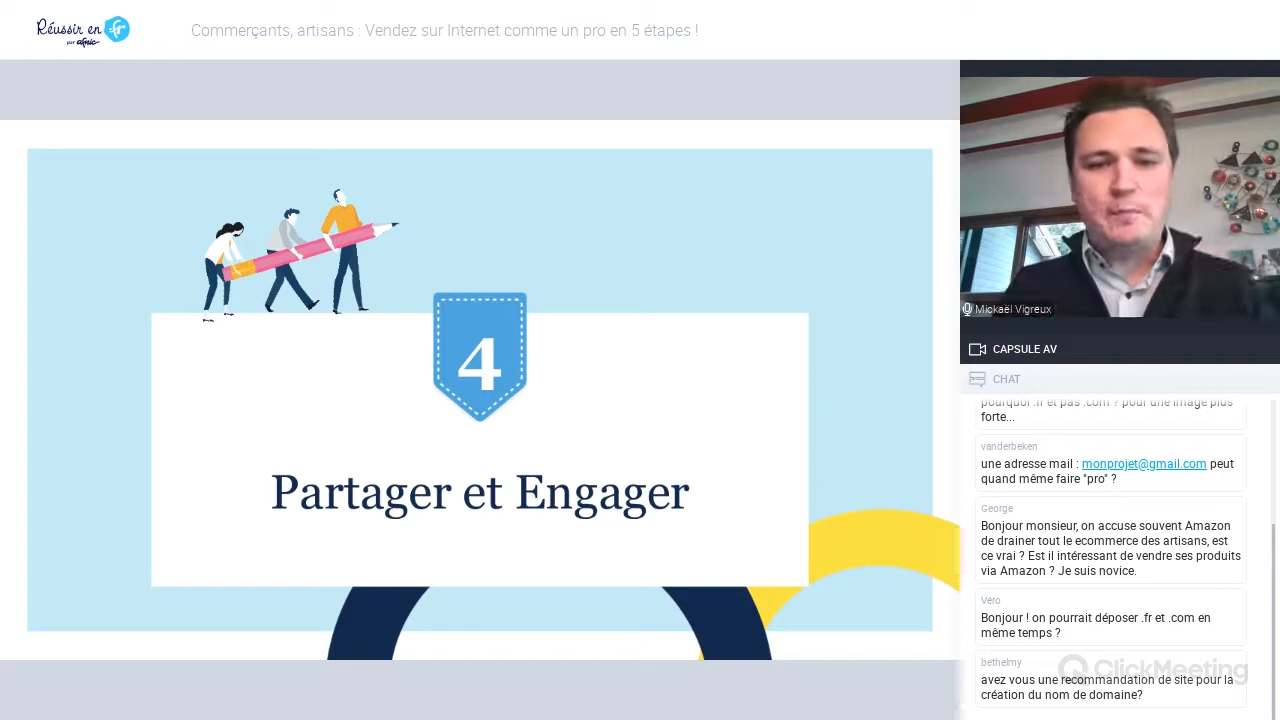 Réussir en .fr
par afnic
Commerçants, artisans : Vendez sur Internet comme un pro en 5 étapes !
4
Partager et Engager
Mickaël Vigreux
CAPSULE AV
CHAT
pourquoi .fr et pas .com ? pour une image plus
forte...
vanderbeken
une adresse mail : monprojet@gmail.com peut
quand même faire "pro" ?
George
Bonjour monsieur, on accuse souvent Amazon
de drainer tout le ecommerce des artisans, est
ce vrai ? Est il intéressant de vendre ses produits
via Amazon ? Je suis novice.
Véro
Bonjour ! on pourrait déposer .fr et .com en
même temps ?
bethelmy
avez vous une recommandation de site pour la
création du nom de domaine?
ClickMeeting